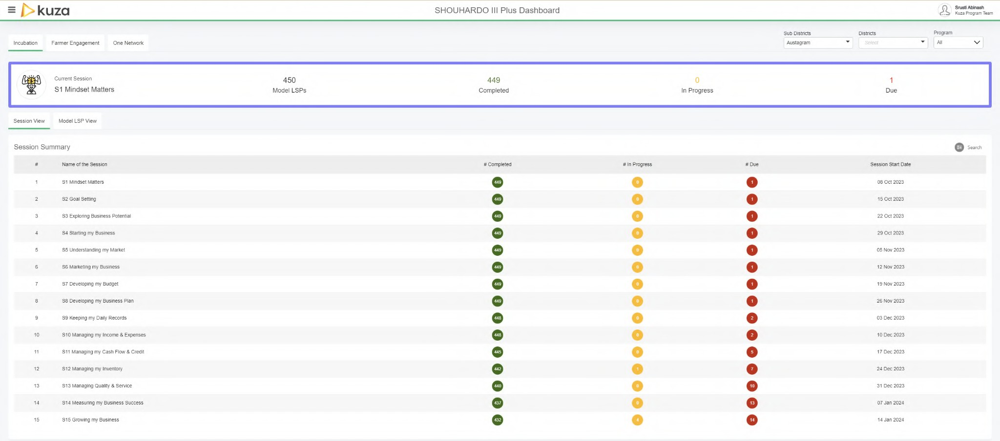 kuza
SHOUHARDO III Plus Dashboard
Srusti Abinash
Kuza Program Team
Incubation Farmer Engagement One Network
Sub Districts Districts Program
Austagram Select All
Current Session
S1 Mindset Matters
450 449 0 1
Model LSPs Completed In Progress Due
Session View Model LSP View
Session Summary Search
# Name of the Session # Completed # In Progress # Due Session Start Date
1 S1 Mindset Matters 449 0 1 08 Oct 2023
2 S2 Goal Setting 449 0 1 15 Oct 2023
3 S3 Exploring Business Potential 449 0 1 22 Oct 2023
4 S4 Starting my Business 449 0 1 29 Oct 2023
5 S5 Understanding my Market 449 0 1 05 Nov 2023
6 S6 Marketing my Business 449 0 1 12 Nov 2023
7 S7 Developing my Budget 449 0 1 19 Nov 2023
8 S8 Developing my Business Plan 449 0 1 26 Nov 2023
9 S9 Keeping my Daily Records 448 0 2 03 Dec 2023
10 S10 Managing my Income & Expenses 448 0 2 10 Dec 2023
11 S11 Managing my Cash Flow & Credit 445 0 5 17 Dec 2023
12 S12 Managing my Inventory 442 1 7 24 Dec 2023
13 S13 Managing Quality & Service 440 0 10 31 Dec 2023
14 S14 Measuring my Business Success 437 0 13 07 Jan 2024
15 S15 Growing my Business 432 4 14 14 Jan 2024